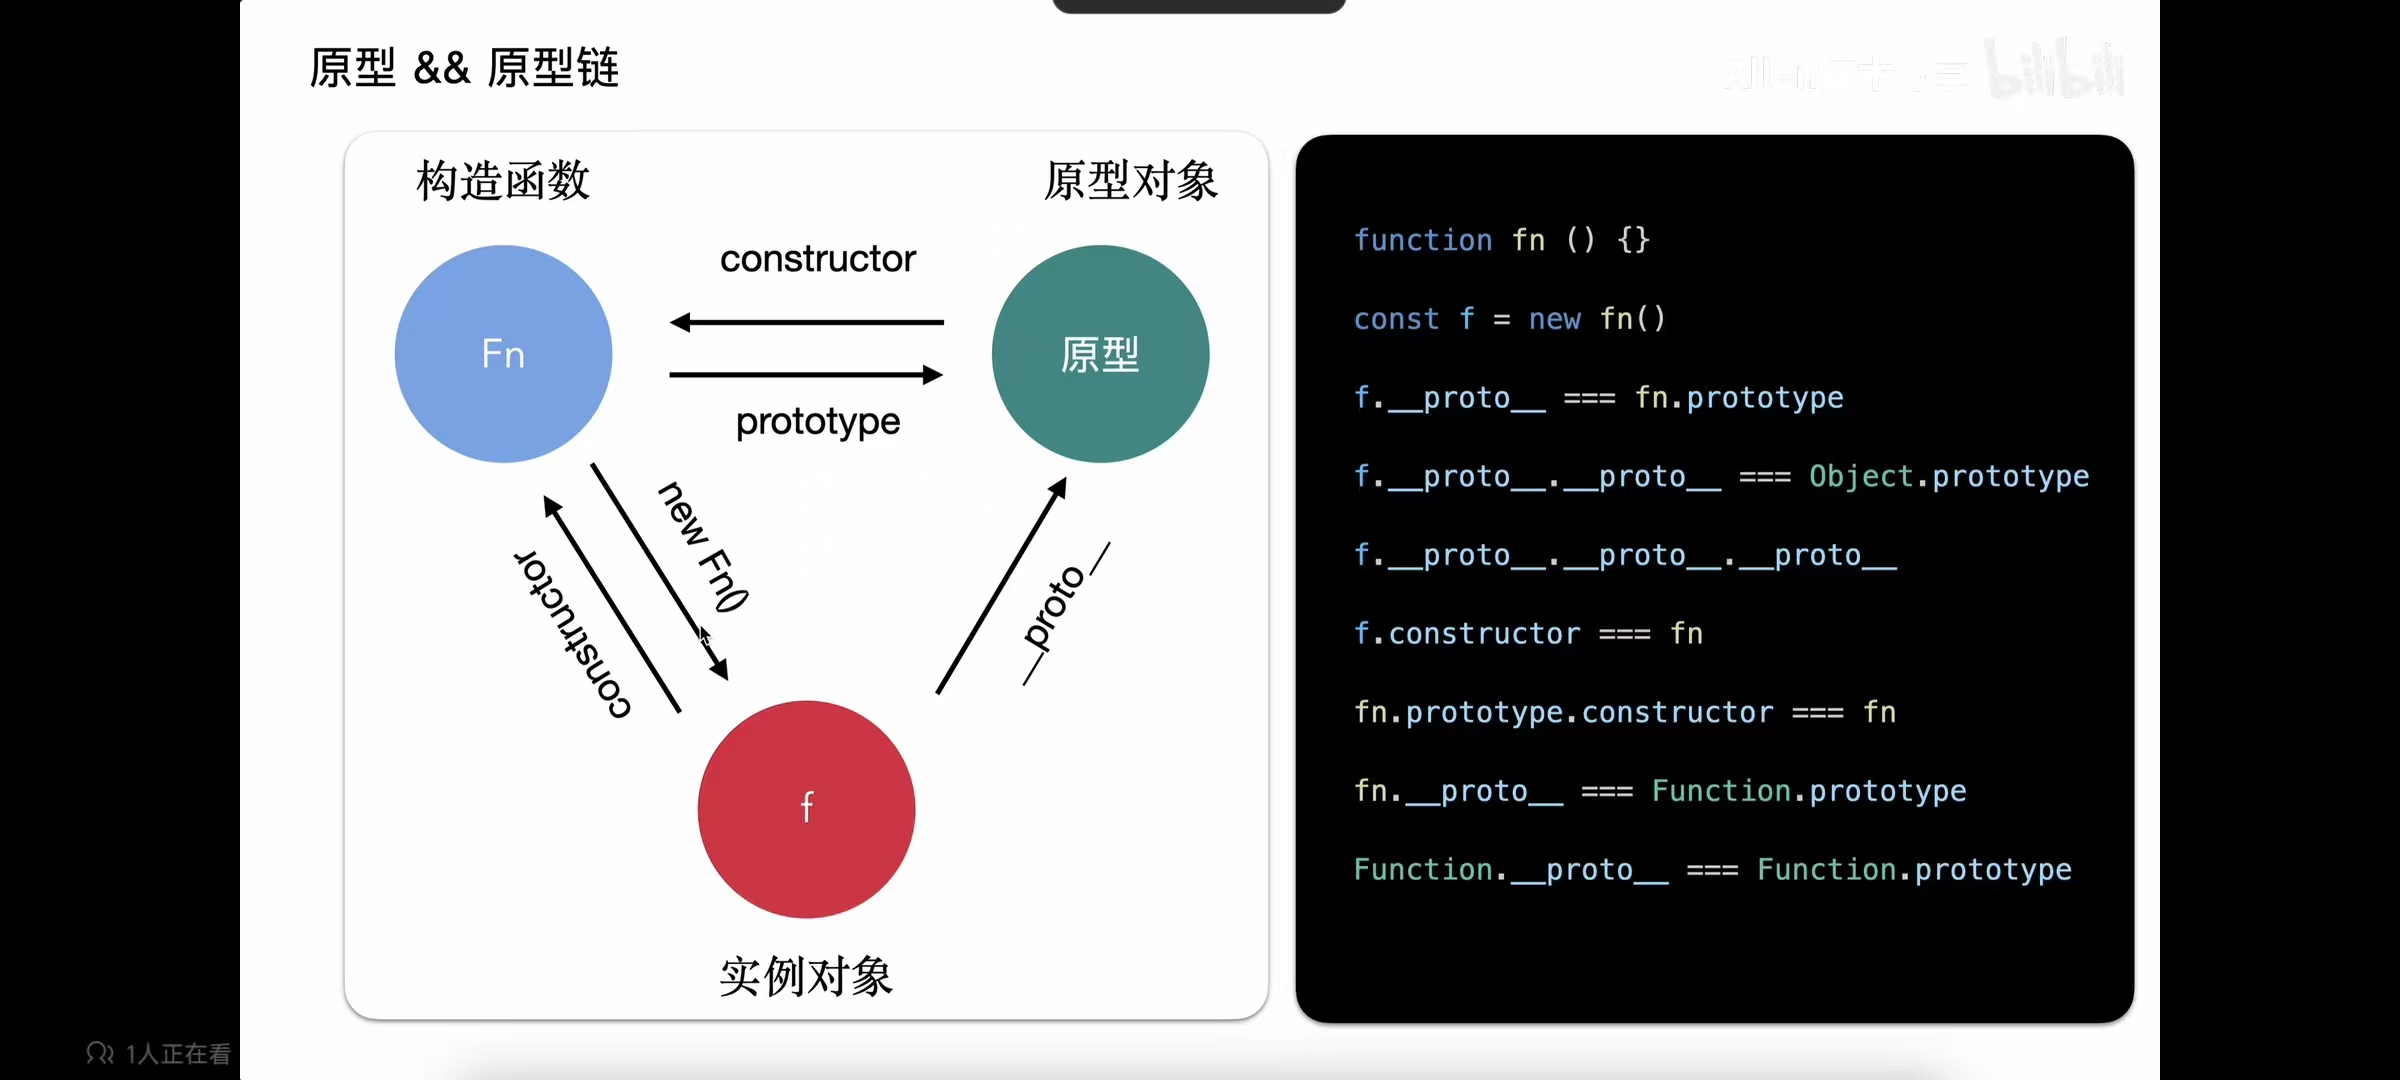 原型 && 原型链
bilibili
构造函数
原型对象
constructor
Fn
原型
prototype
new Fn()
constructor
__proto__
f
实例对象
function fn () {}
const f = new fn()
f.__proto__ === fn.prototype
f.__proto__.__proto__ === Object.prototype
f.__proto__.__proto__.__proto__
f.constructor === fn
fn.prototype.constructor === fn
fn.__proto__ === Function.prototype
Function.__proto__ === Function.prototype
1人正在看